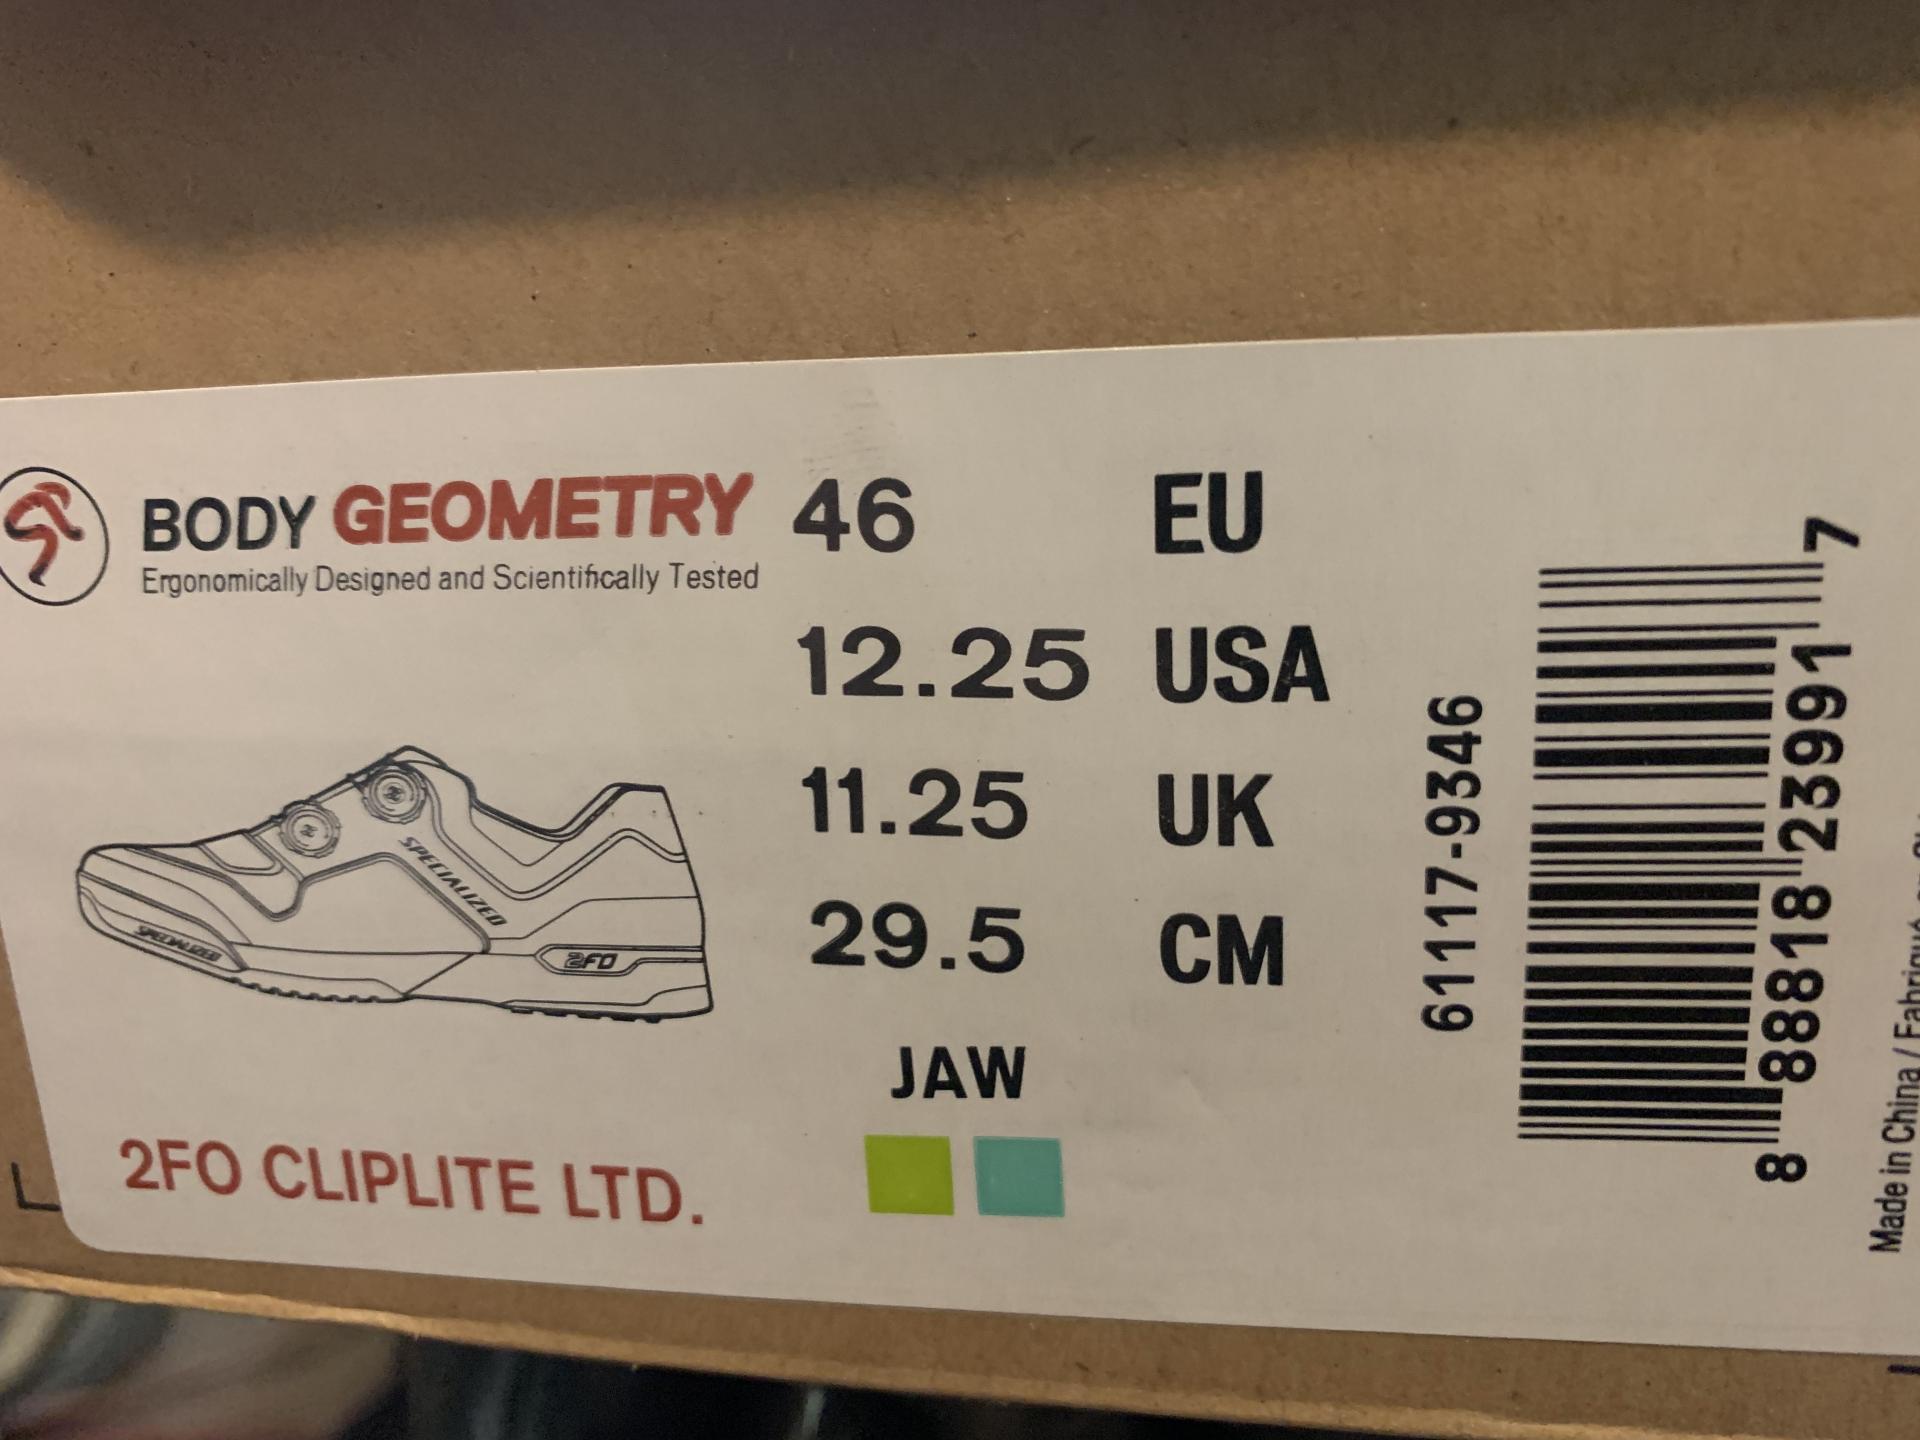 BODY GEOMETRY
Ergonomically Designed and Scientifically Tested
46 EU
12.25 USA
11.25 UK
29.5 CM
JAW
SPECIALIZED
SPECIALIZED
2FO
2FO CLIPLITE LTD.
61117-9346
8 88818 23991 7
Made in China / Fabriqué